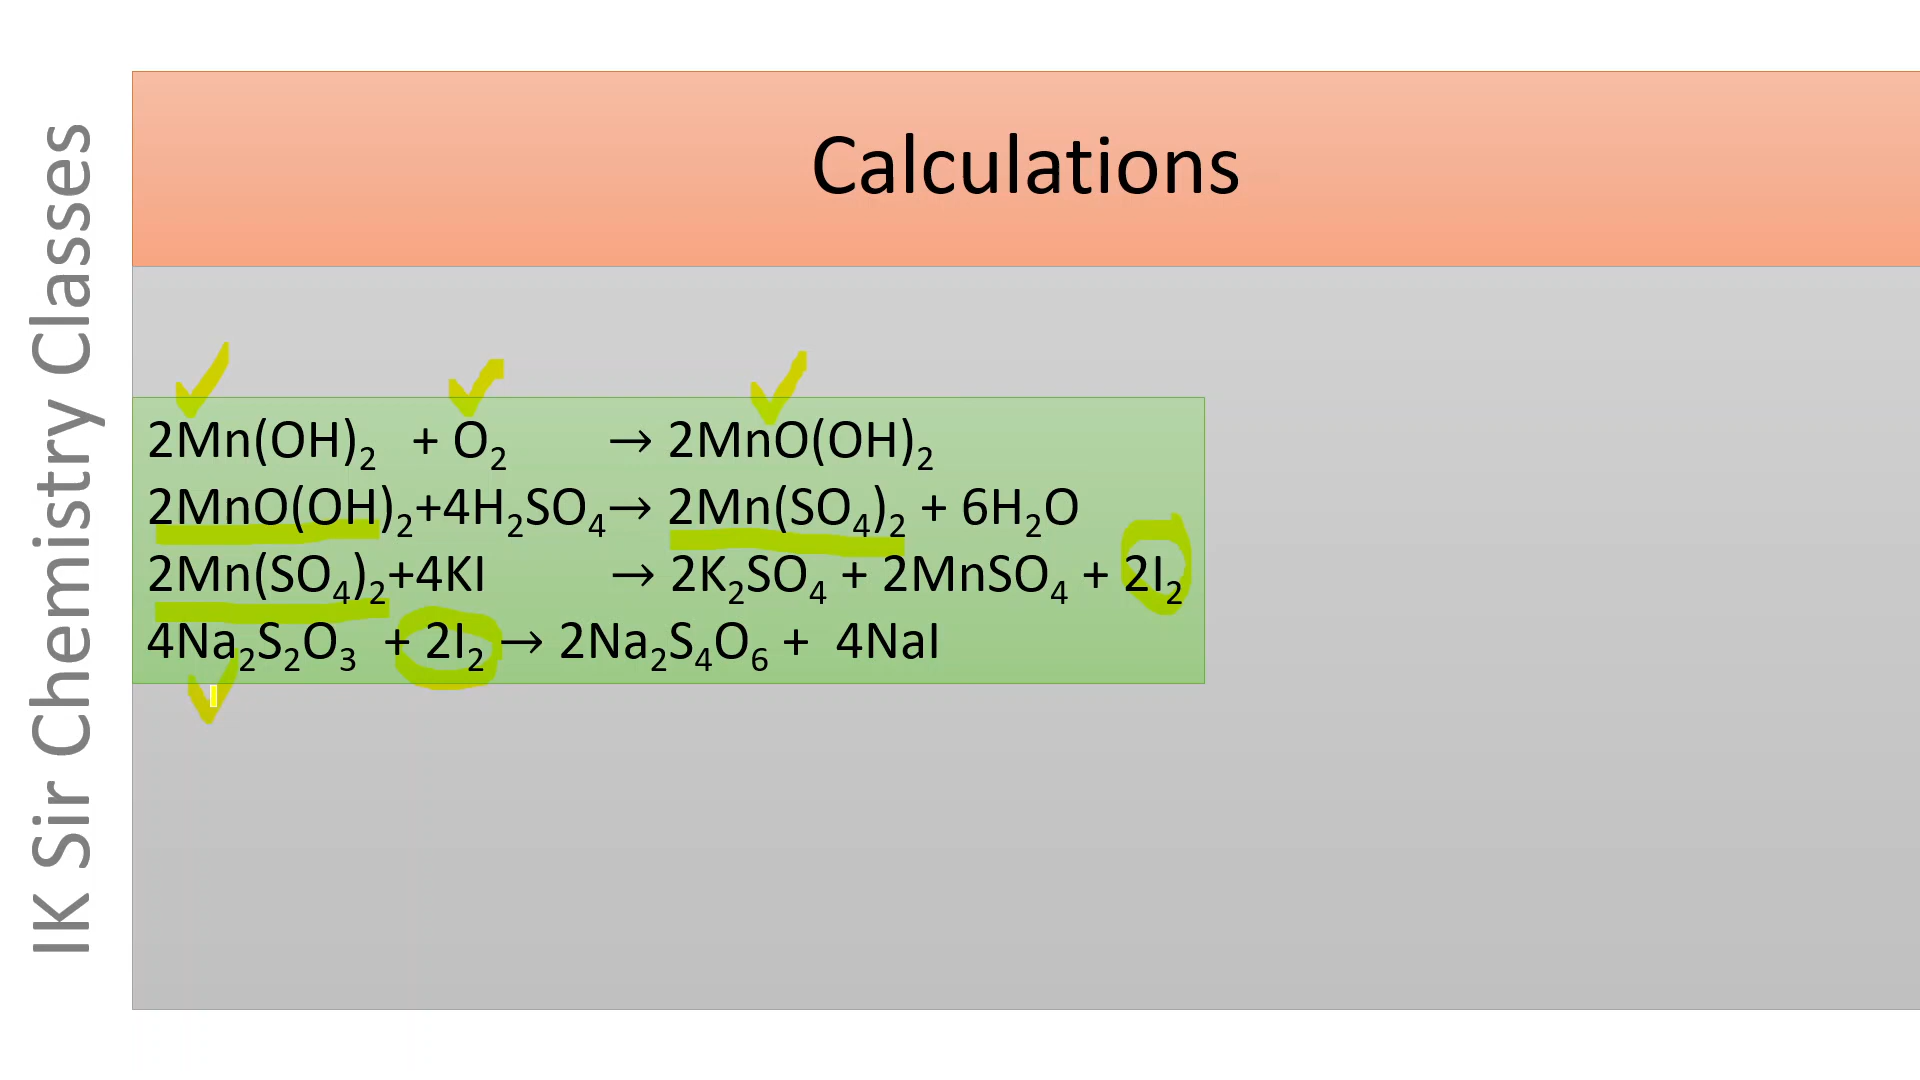 IK Sir Chemistry Classes
Calculations
2Mn(OH)₂ + O₂ → 2MnO(OH)₂
2MnO(OH)₂+4H₂SO₄→ 2Mn(SO₄)₂ + 6H₂O
2Mn(SO₄)₂+4KI → 2K₂SO₄ + 2MnSO₄ + 2I₂
4Na₂S₂O₃ + 2I₂ → 2Na₂S₄O₆ + 4NaI